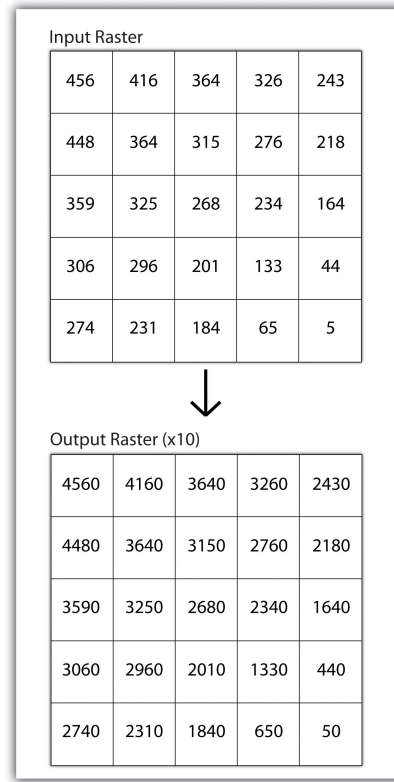 Input Raster
456 416 364 326 243
448 364 315 276 218
359 325 268 234 164
306 296 201 133 44
274 231 184 65 5
Output Raster (x10)
4560 4160 3640 3260 2430
4480 3640 3150 2760 2180
3590 3250 2680 2340 1640
3060 2960 2010 1330 440
2740 2310 1840 650 50